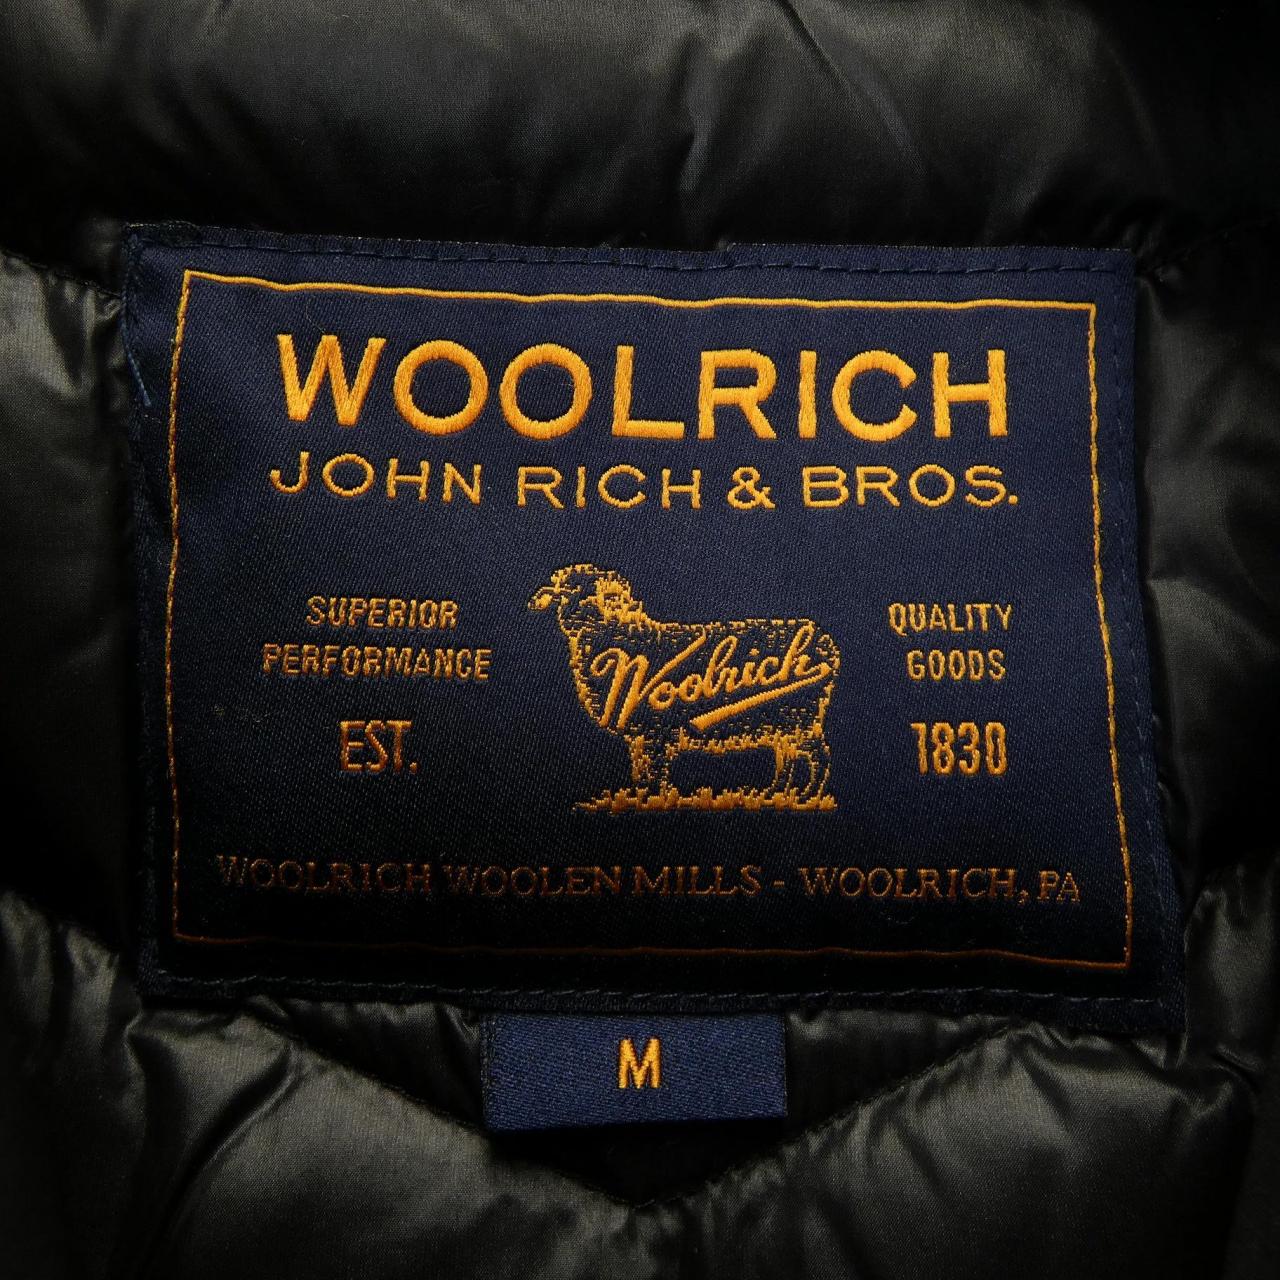 WOOLRICH
JOHN RICH & BROS.
SUPERIOR
PERFORMANCE
EST.
Woolrich
QUALITY
GOODS
1830
WOOLRICH WOOLEN MILLS - WOOLRICH, PA
M